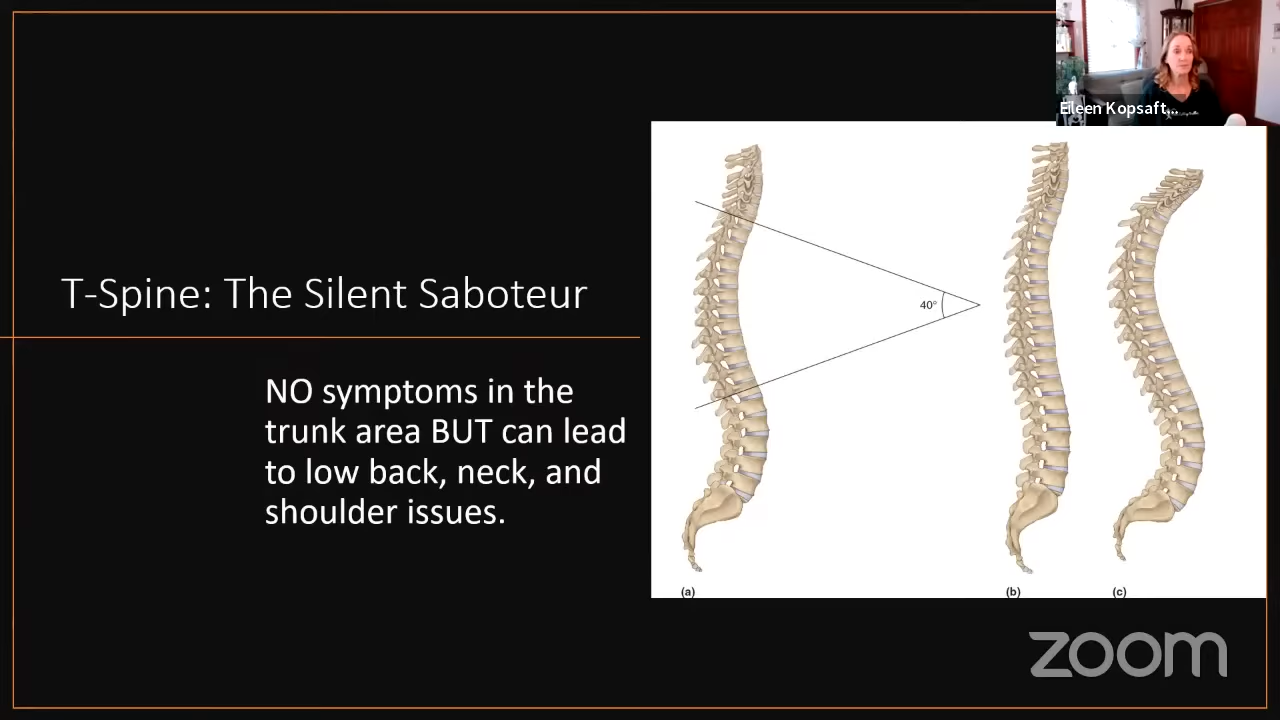 Eileen Kopsaft...
T-Spine: The Silent Saboteur
NO symptoms in the
trunk area BUT can lead
to low back, neck, and
shoulder issues.
40°
(a)
(b)
(c)
zoom